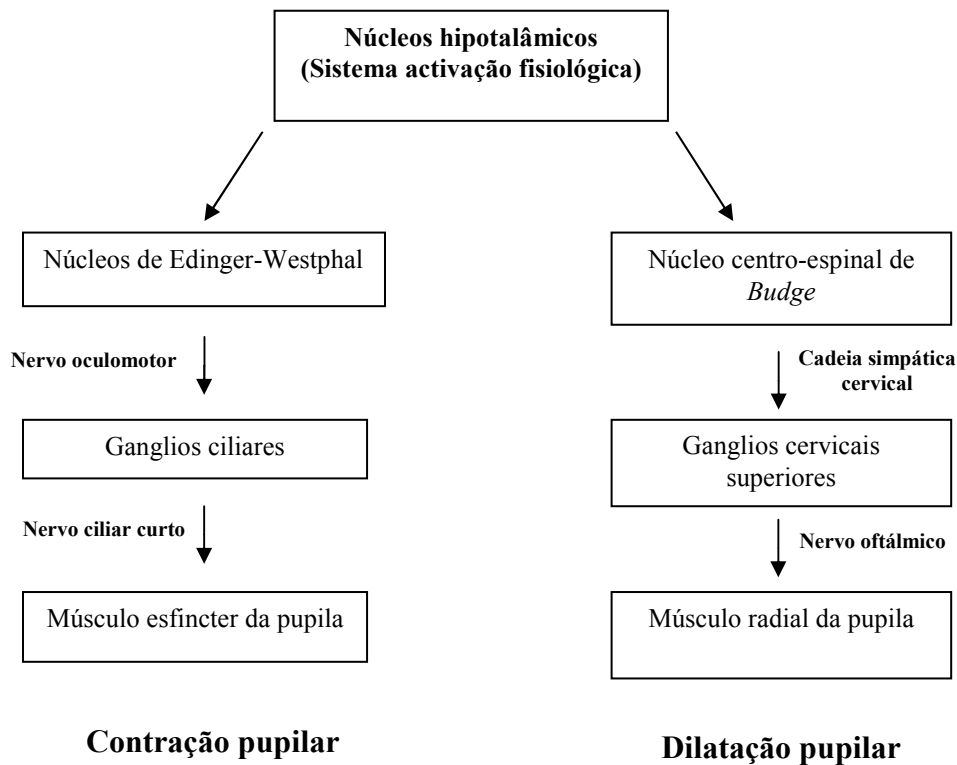 Núcleos hipotalâmicos
(Sistema activação fisiológica)
Núcleos de Edinger-Westphal
Núcleo centro-espinal de
Budge
Nervo oculomotor
Cadeia simpática
cervical
Ganglios ciliares
Ganglios cervicais
superiores
Nervo ciliar curto
Nervo oftálmico
Músculo esfincter da pupila
Músculo radial da pupila
Contração pupilar
Dilatação pupilar